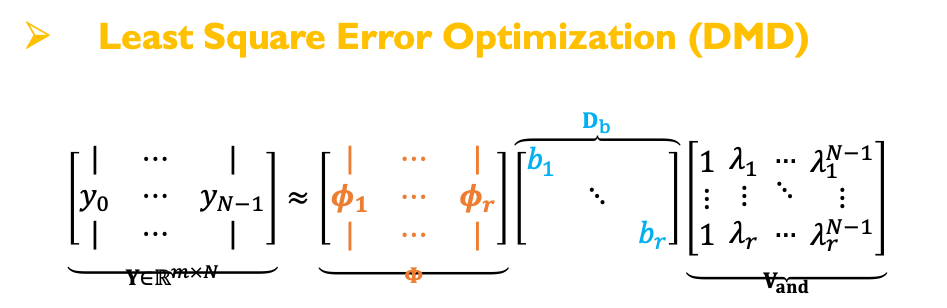 ➢ Least Square Error Optimization (DMD)
D_b
[| ⋯ |; y_0 ⋯ y_{N−1}; | ⋯ |] ≈ [| ⋯ |; ϕ_1 ⋯ ϕ_r; | ⋯ |] [b_1 ⋱ b_r] [1 λ_1 ⋯ λ_1^{N−1}; ⋮ ⋮ ⋱ ⋮; 1 λ_r ⋯ λ_r^{N−1}]
Y∈ℝ^{m×N} Φ V_and